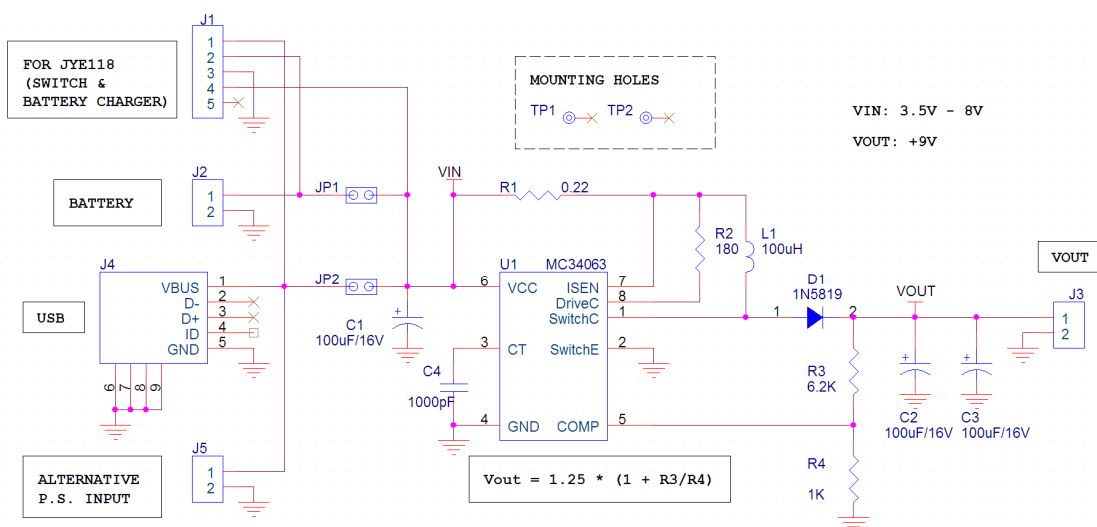 J1
1
2
3
4
5
FOR JYE118
(SWITCH &
BATTERY CHARGER)
MOUNTING HOLES
TP1
TP2
VIN: 3.5V - 8V
VOUT: +9V
J2
1
2
BATTERY
JP1
VIN
R1
0.22
R2
180
L1
100uH
J4
VBUS
D-
D+
ID
GND
1
2
3
4
5
6
7
8
9
USB
JP2
C1
100uF/16V
U1
MC34063
6
VCC
ISEN
7
DriveC
8
SwitchC
1
3
CT
SwitchE
2
4
GND
COMP
5
C4
1000pF
D1
1N5819
1
2
VOUT
VOUT
J3
1
2
R3
6.2K
C2
100uF/16V
C3
100uF/16V
R4
1K
ALTERNATIVE
P.S. INPUT
J5
1
2
Vout = 1.25 * (1 + R3/R4)
+
+
+